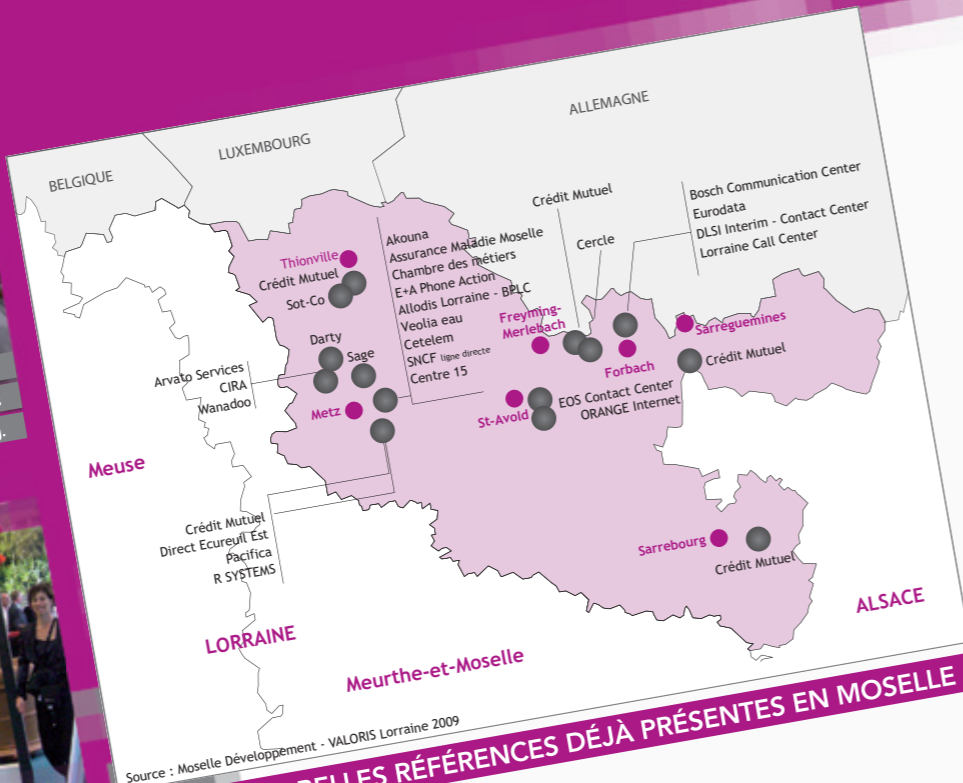 BELGIQUE
LUXEMBOURG
ALLEMAGNE
Thionville
Crédit Mutuel
Sot-Co
Darty
Sage
Arvato Services
CIRA
Wanadoo
Metz
Akouna
Assurance Maladie Moselle
Chambre des métiers
E+A Phone Action
Allodis Lorraine - BPLC
Veolia eau
Cetelem
SNCF ligne directe
Centre 15
Crédit Mutuel
Cercle
Bosch Communication Center
Eurodata
DLSI Interim - Contact Center
Lorraine Call Center
Freyming-
Merlebach
Forbach
Sarreguemines
Crédit Mutuel
St-Avold
EOS Contact Center
ORANGE Internet
Meuse
Crédit Mutuel
Direct Ecureuil Est
Pacifica
R SYSTEMS
Sarrebourg
Crédit Mutuel
ALSACE
LORRAINE
Meurthe-et-Moselle
Source : Moselle Développement - VALORIS Lorraine 2009
RÉFÉRENCES DÉJÀ PRÉSENTES EN MOSELLE